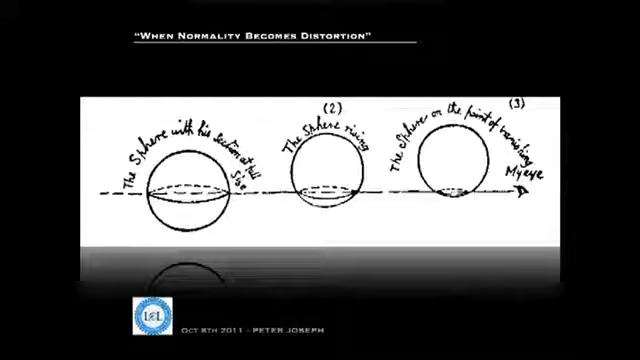 "When Normality Becomes Distortion"
The Sphere with his section at full size
(2)
The Sphere rising
(3)
The Sphere on the point of vanishing
My eye
Oct 8th 2011 - Peter Joseph